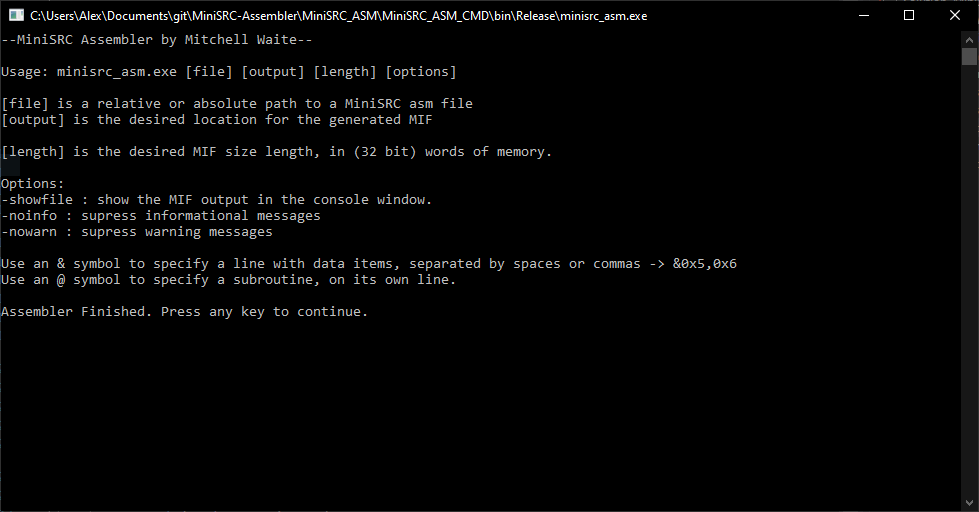 C:\Users\Alex\Documents\git\MiniSRC-Assembler\MiniSRC_ASM\MiniSRC_ASM_CMD\bin\Release\minisrc_asm.exe
--MiniSRC Assembler by Mitchell Waite--
Usage: minisrc_asm.exe [file] [output] [length] [options]
[file] is a relative or absolute path to a MiniSRC asm file
[output] is the desired location for the generated MIF
[length] is the desired MIF size length, in (32 bit) words of memory.
Options:
-showfile : show the MIF output in the console window.
-noinfo : supress informational messages
-nowarn : supress warning messages
Use an & symbol to specify a line with data items, separated by spaces or commas -> &0x5,0x6
Use an @ symbol to specify a subroutine, on its own line.
Assembler Finished. Press any key to continue.